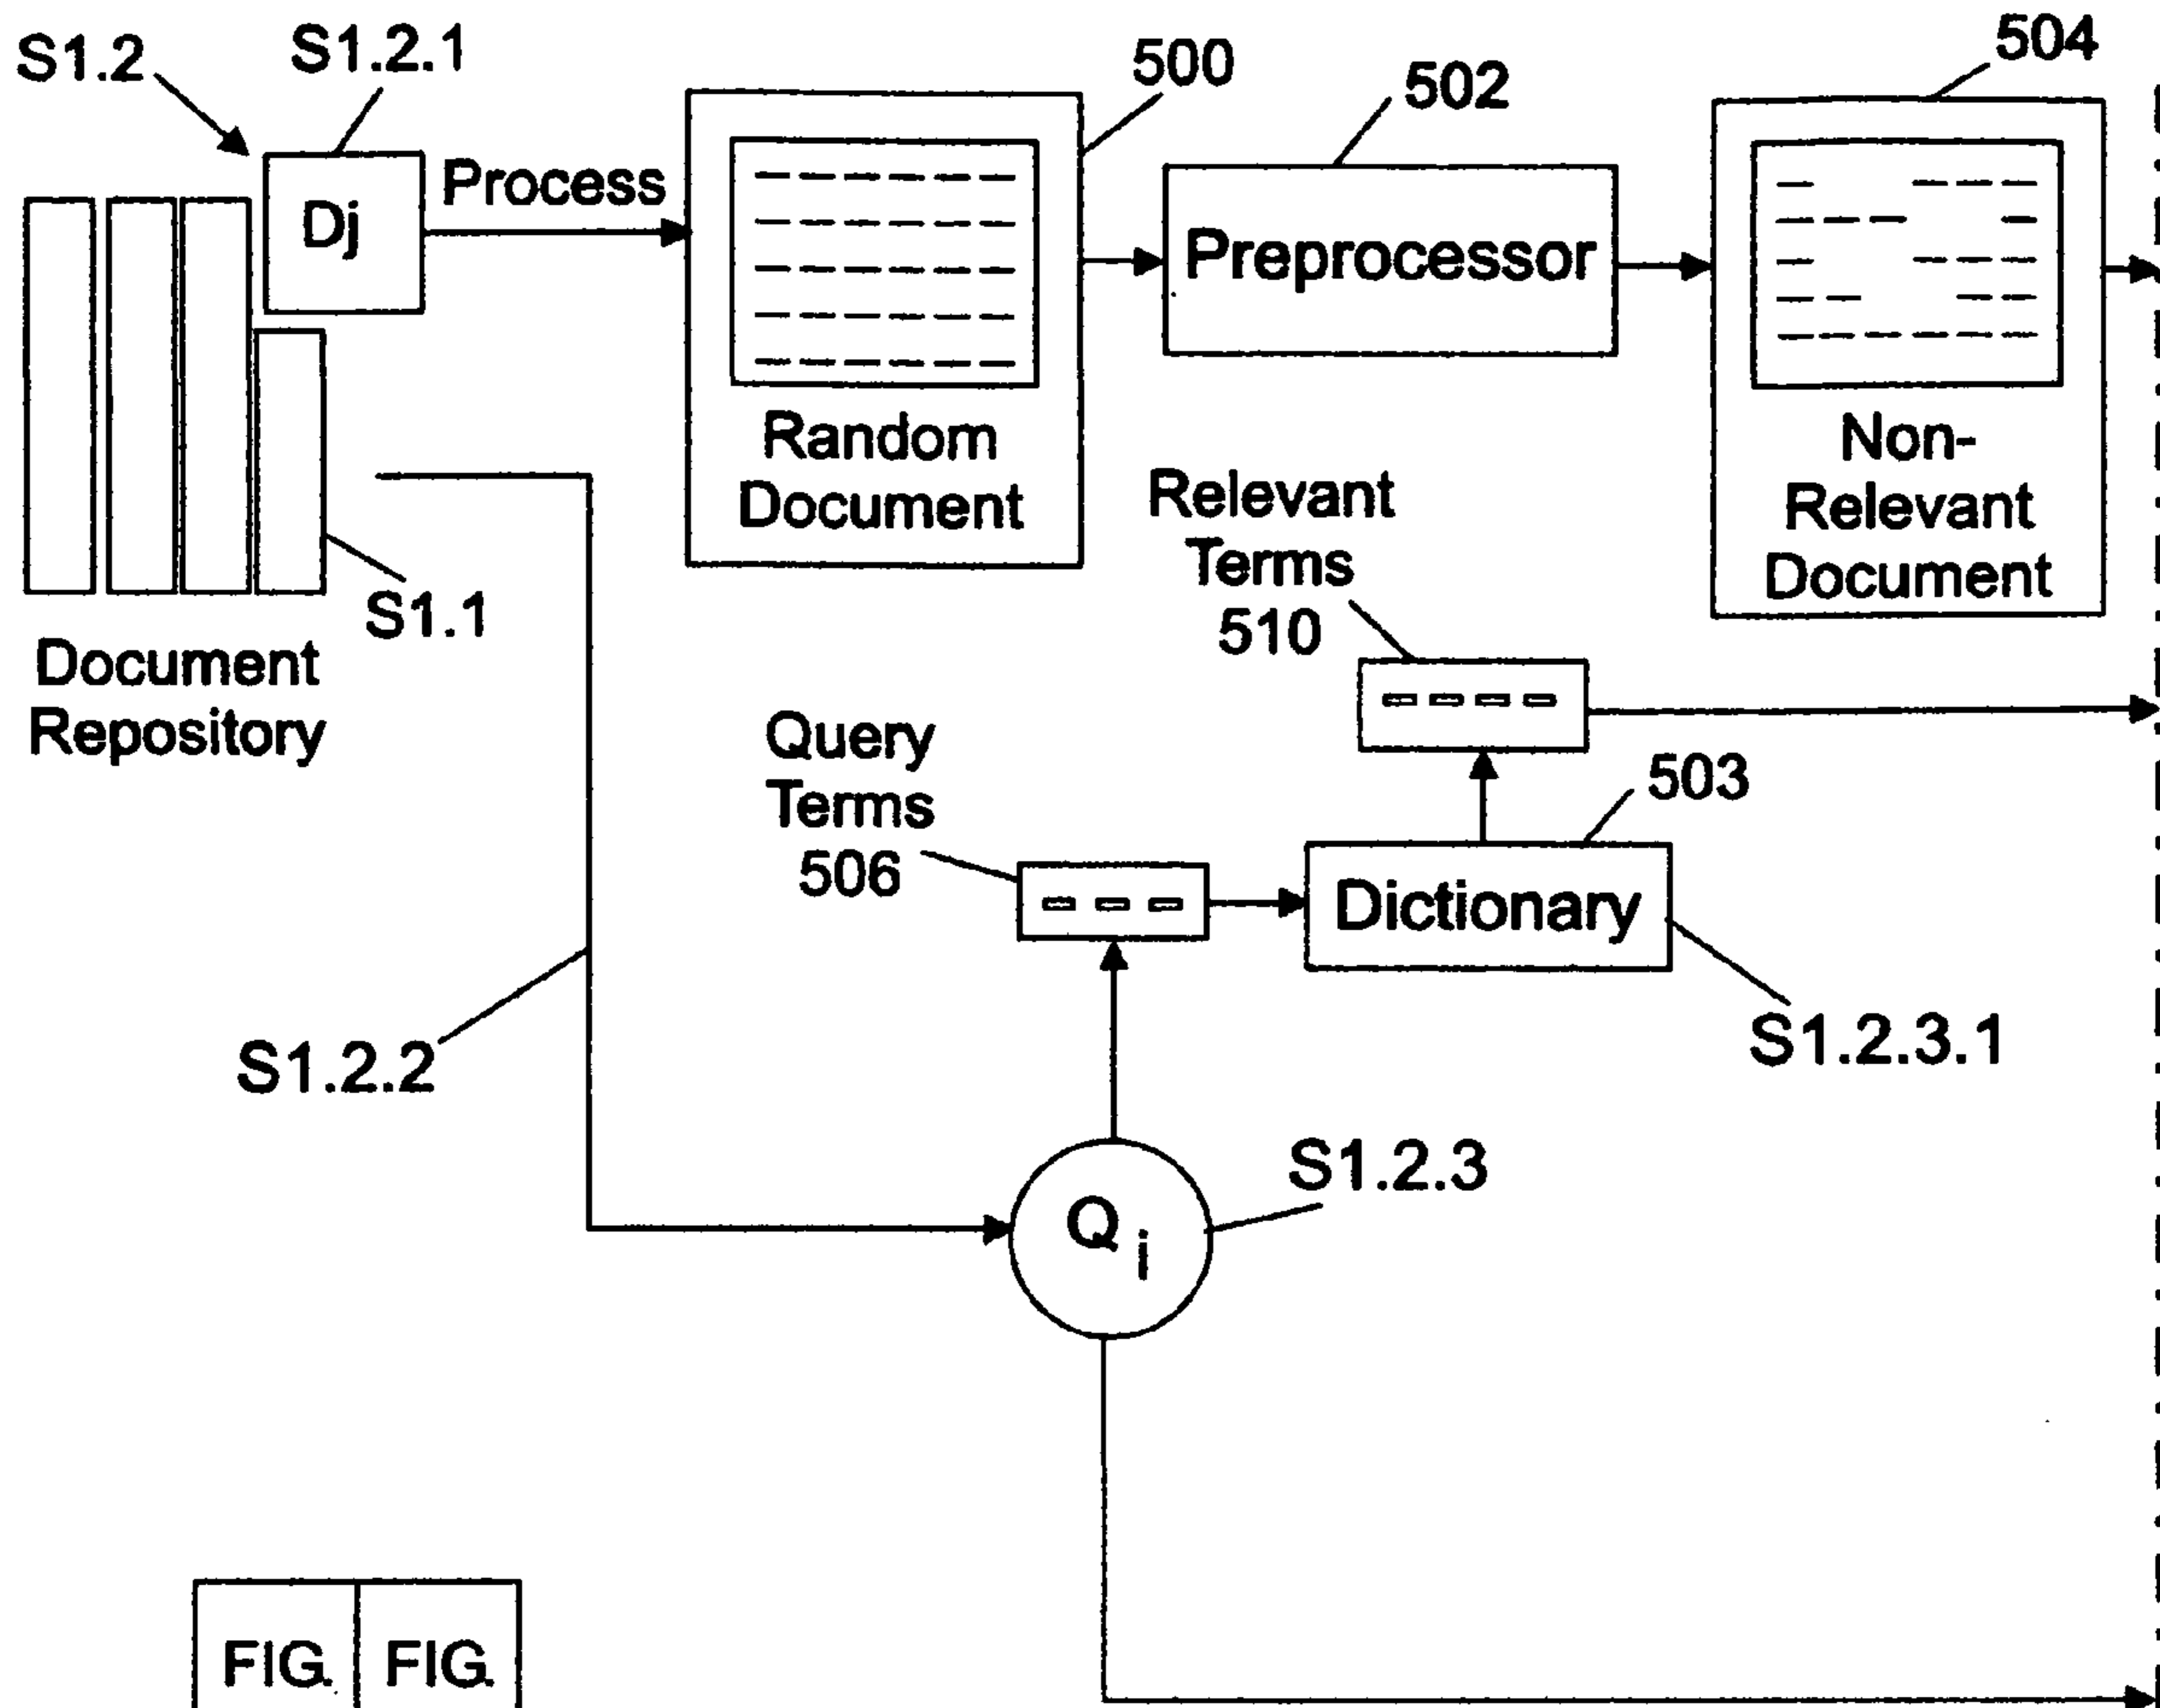 S1.2
S1.2.1
500
502
504
Dj
Process
Preprocessor
Random
Document
Non-
Relevant
Document
Relevant
Terms
510
S1.1
Document
Repository
Query
Terms
506
503
Dictionary
S1.2.2
S1.2.3.1
S1.2.3
Qi
FIG. FIG.